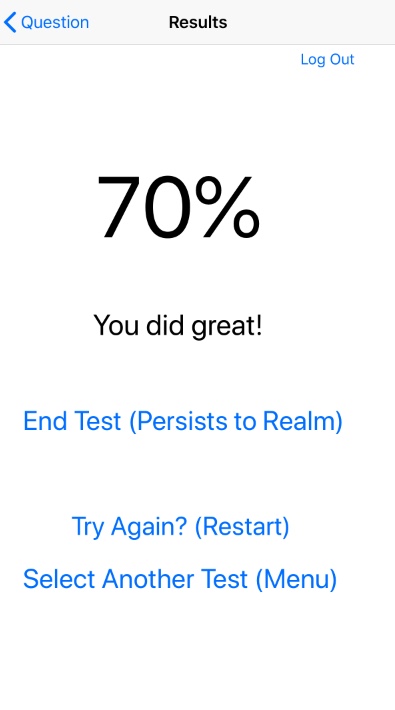 Question
Results
Log Out
70%
You did great!
End Test (Persists to Realm)
Try Again? (Restart)
Select Another Test (Menu)